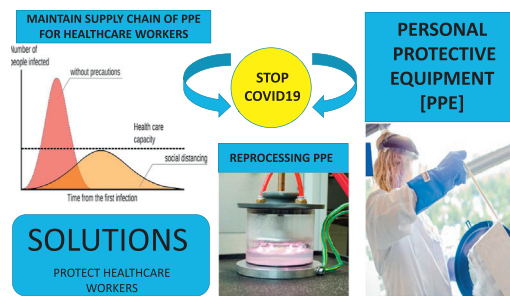 MAINTAIN SUPPLY CHAIN OF PPE
FOR HEALTHCARE WORKERS
Number of
people infected
without precautions
Health care
capacity
social distancing
Time from the first infection
STOP
COVID19
PERSONAL
PROTECTIVE
EQUIPMENT
[PPE]
REPROCESSING PPE
SOLUTIONS
PROTECT HEALTHCARE
WORKERS